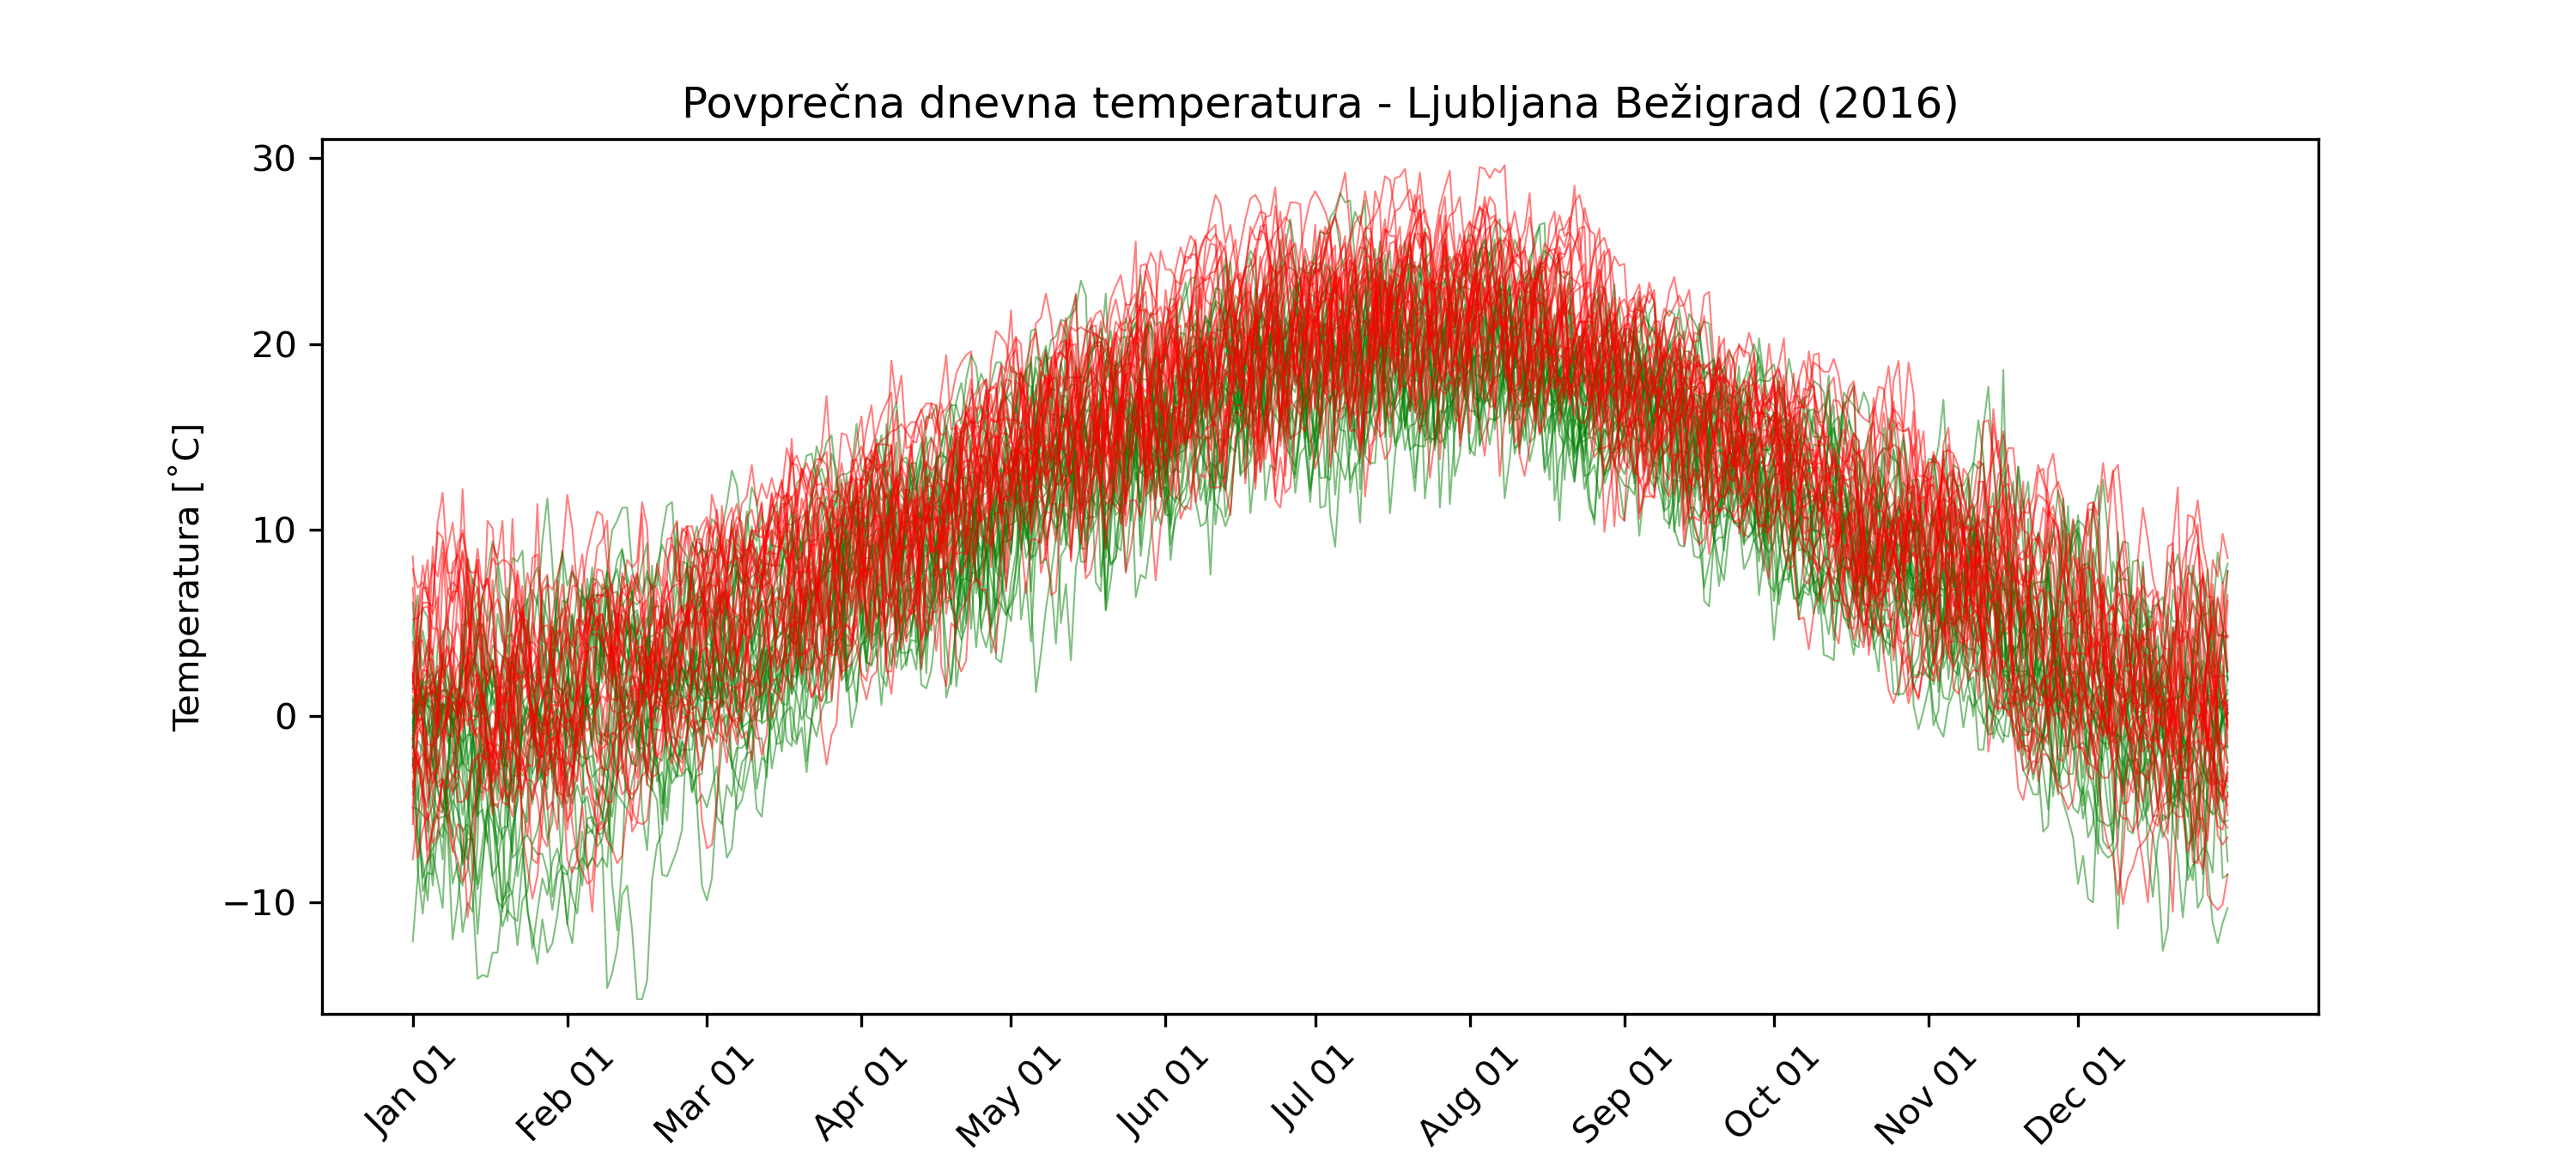 Povprečna dnevna temperatura - Ljubljana Bežigrad (2016)
Temperatura [˚C]
30
20
10
0
−10
Jan 01
Feb 01
Mar 01
Apr 01
May 01
Jun 01
Jul 01
Aug 01
Sep 01
Oct 01
Nov 01
Dec 01